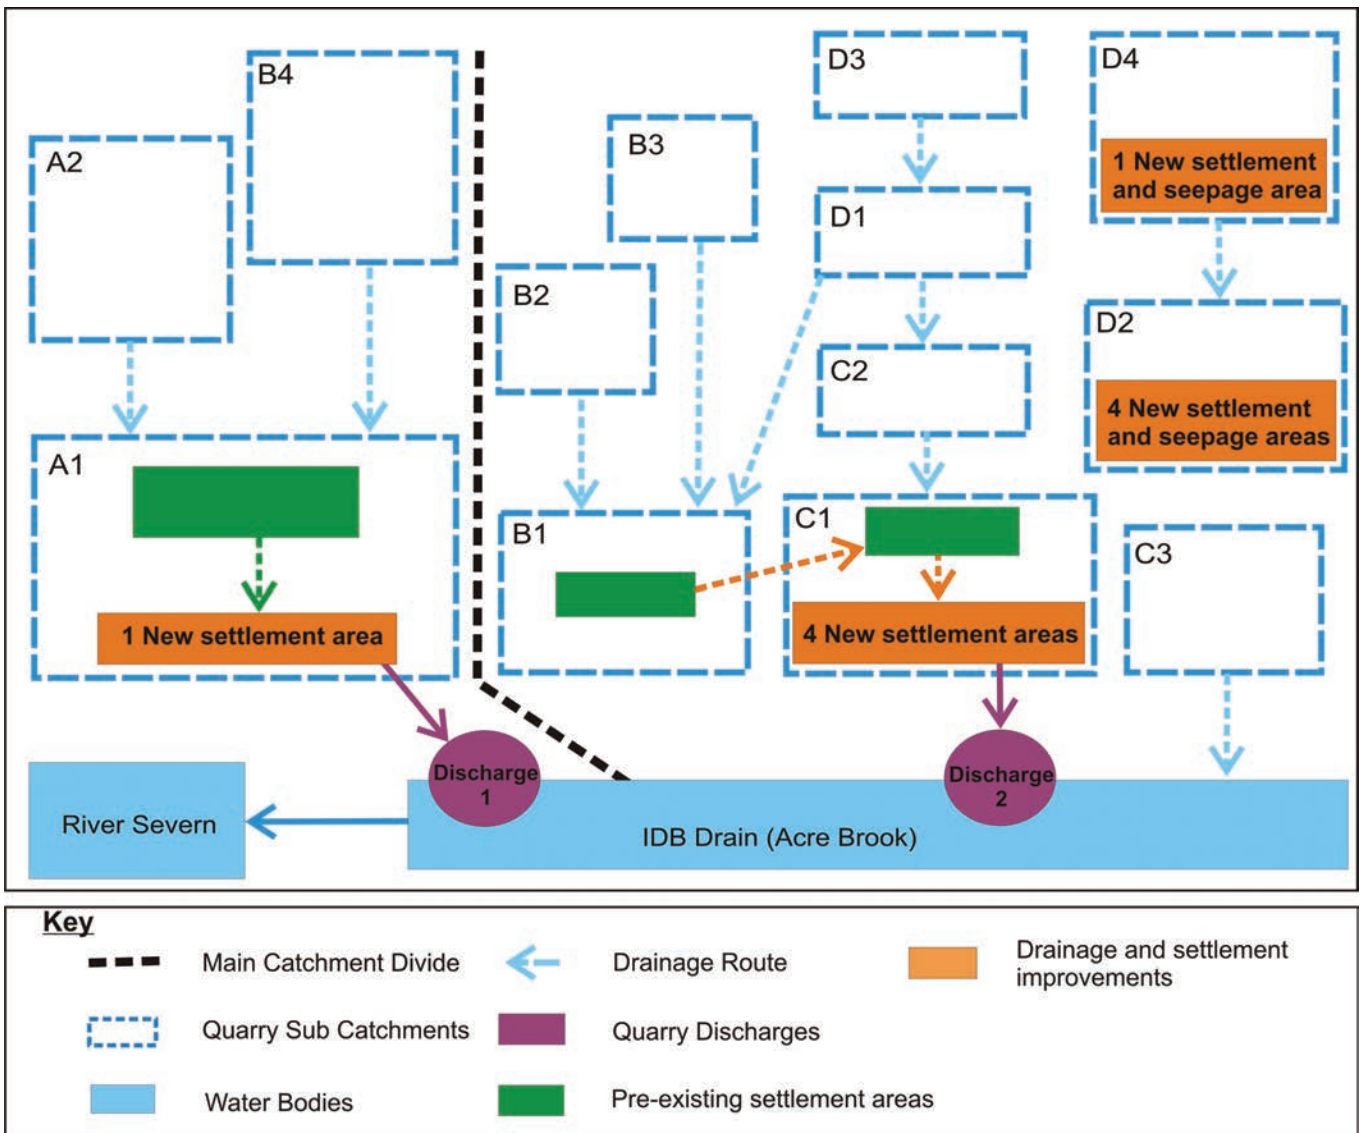 A2
B4
B3
D3
D4
1 New settlement
and seepage area
B2
D1
D2
4 New settlement
and seepage areas
C2
A1
1 New settlement area
B1
C1
4 New settlement areas
C3
Discharge
1
Discharge
2
River Severn
IDB Drain (Acre Brook)
Key
Main Catchment Divide
Drainage Route
Drainage and settlement
improvements
Quarry Sub Catchments
Quarry Discharges
Water Bodies
Pre-existing settlement areas